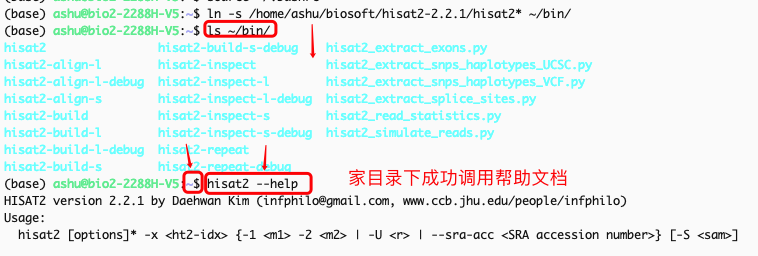 (base) ashu@bio2-2288H-V5:~$ ln -s /home/ashu/biosoft/hisat2-2.2.1/hisat2* ~/bin/
(base) ashu@bio2-2288H-V5:~$ ls ~/bin/
hisat2 hisat2-build-s-debug hisat2_extract_exons.py
hisat2-align-l hisat2-inspect hisat2_extract_snps_haplotypes_UCSC.py
hisat2-align-l-debug hisat2-inspect-l hisat2_extract_snps_haplotypes_VCF.py
hisat2-align-s hisat2-inspect-l-debug hisat2_extract_splice_sites.py
hisat2-build hisat2-inspect-s hisat2_read_statistics.py
hisat2-build-l hisat2-inspect-s-debug hisat2_simulate_reads.py
hisat2-build-l-debug hisat2-repeat
hisat2-build-s hisat2-repeat-debug
(base) ashu@bio2-2288H-V5:~$ hisat2 --help 家目录下成功调用帮助文档
HISAT2 version 2.2.1 by Daehwan Kim (infphilo@gmail.com, www.ccb.jhu.edu/people/infphilo)
Usage:
hisat2 [options]* -x <ht2-idx> {-1 <m1> -2 <m2> | -U <r> | --sra-acc <SRA accession number>} [-S <sam>]